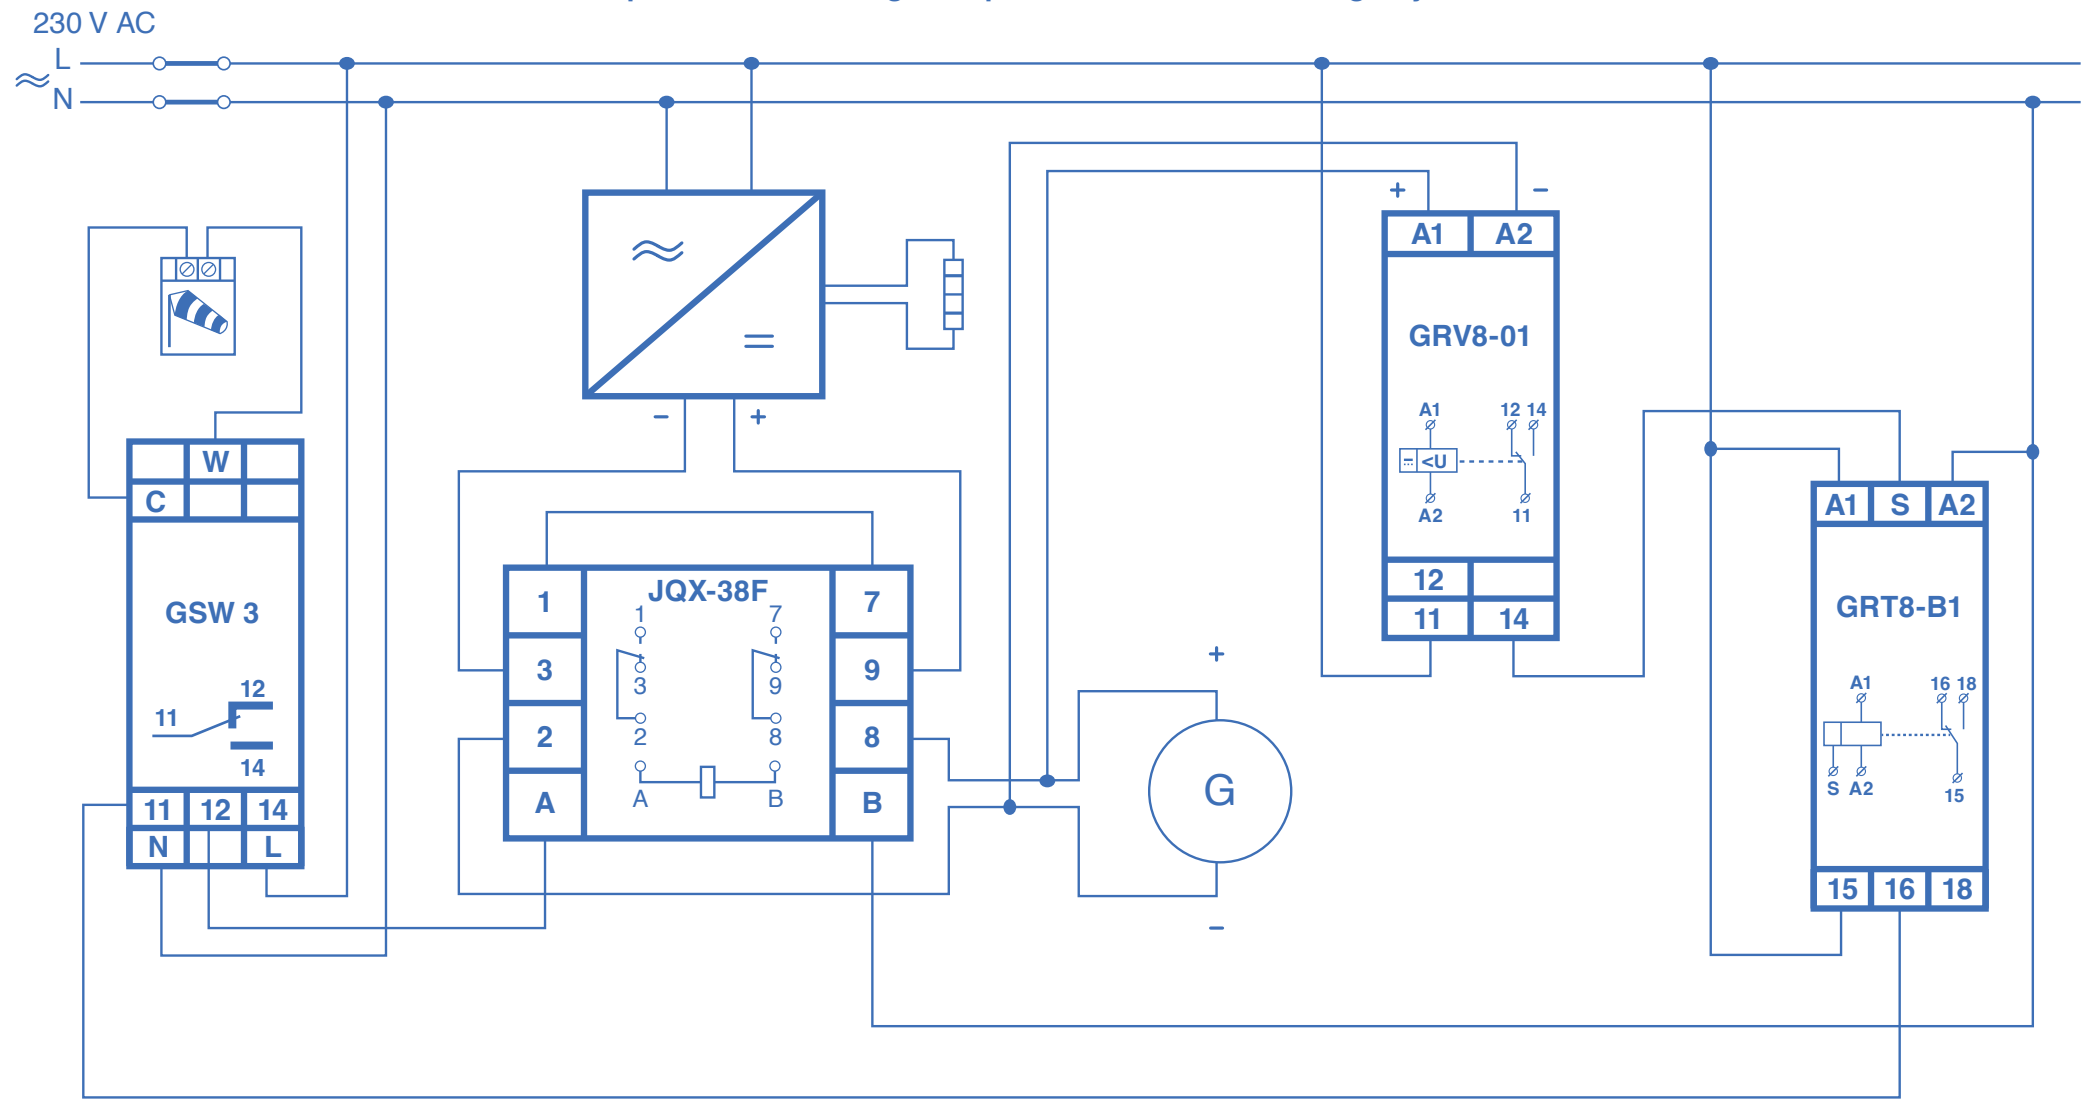 230 V AC
L
N
+
−
A1 A2
GRV8-01
A1 12 14
<U
A2 11
12
11 14
−
+
W
C
GSW 3
12
11
14
11 12 14
N L
JQX-38F
1 7
1 7
3 9
3 9
2 8
2 8
A B
A B
+
G
−
A1 S A2
GRT8-B1
A1 16 18
S A2 15
15 16 18